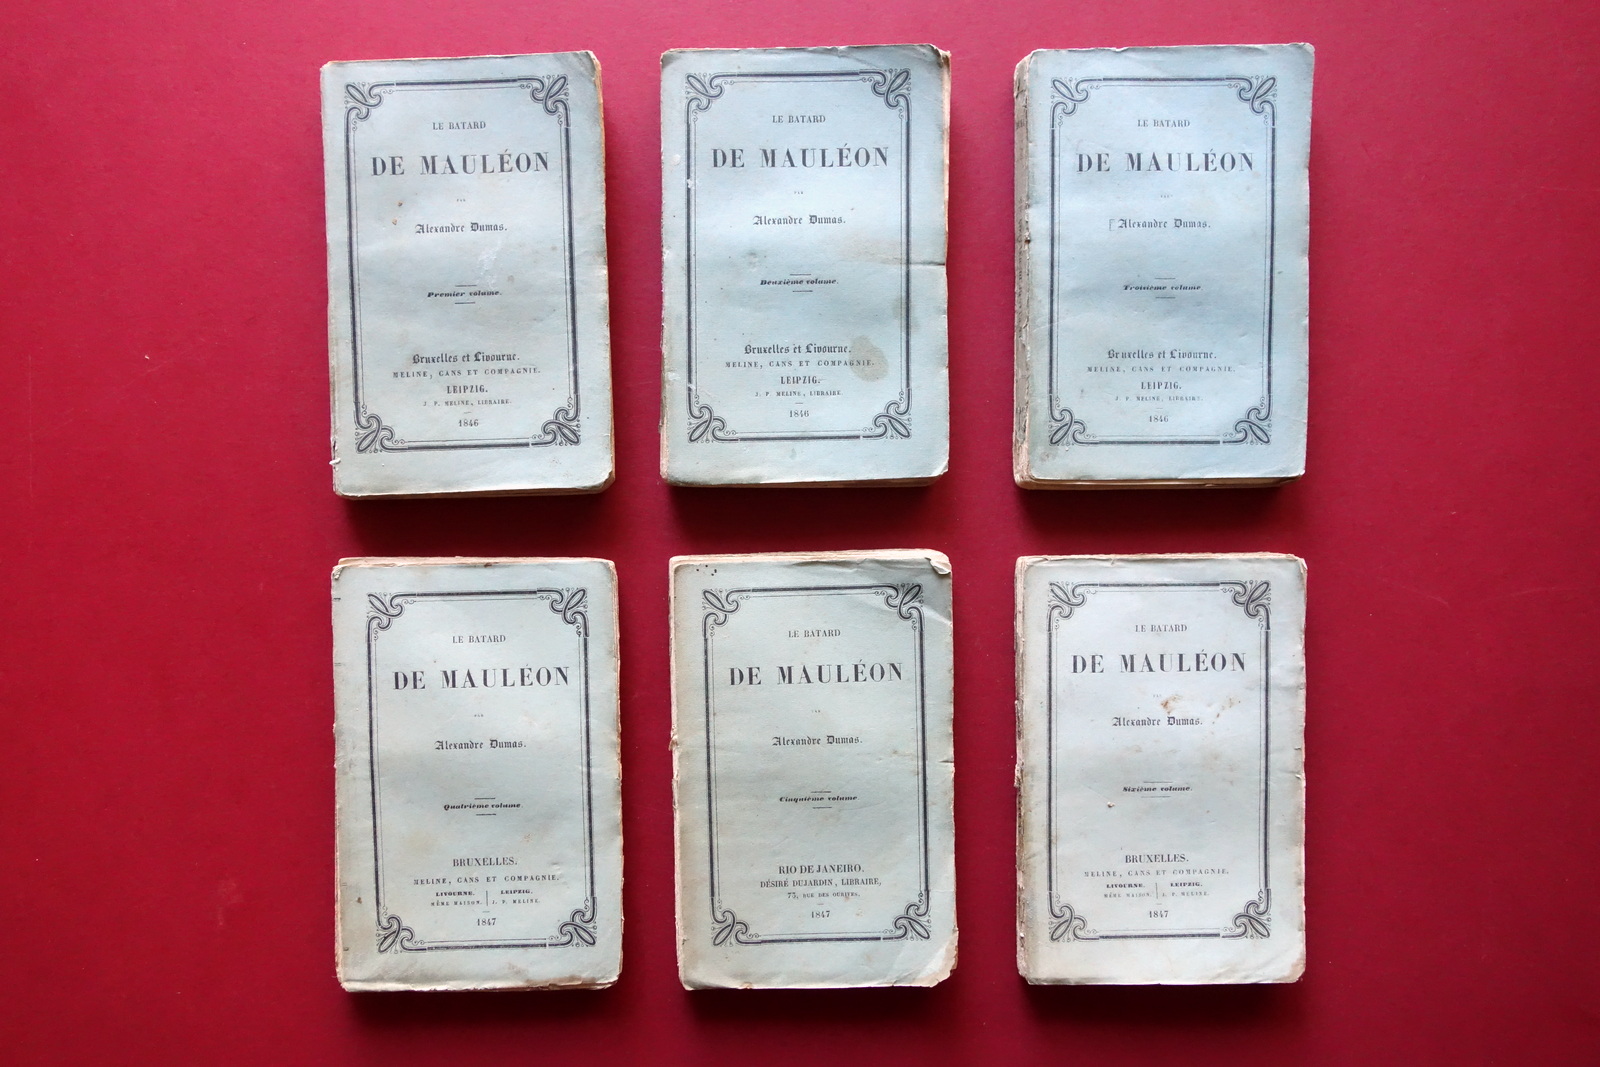 LE BATARD
DE MAULÉON
PAR
Alexandre Dumas.
Premier volume.
Bruxelles et Livourne.
MELINE, CANS ET COMPAGNIE.
LEIPZIG.
J. P. MELINE, LIBRAIRE.
1846
LE BATARD
DE MAULÉON
PAR
Alexandre Dumas.
Deuxième volume.
Bruxelles et Livourne.
MELINE, CANS ET COMPAGNIE.
LEIPZIG.
J. P. MELINE, LIBRAIRE.
1846
LE BATARD
DE MAULÉON
PAR
Alexandre Dumas.
Troisième volume.
Bruxelles et Livourne.
MELINE, CANS ET COMPAGNIE.
LEIPZIG.
J. P. MELINE, LIBRAIRE.
1846
LE BATARD
DE MAULÉON
PAR
Alexandre Dumas.
Quatrième volume.
BRUXELLES.
MELINE, CANS ET COMPAGNIE.
LIVOURNE. LEIPZIG.
MÊME MAISON. J. P. MELINE.
1847
LE BATARD
DE MAULÉON
PAR
Alexandre Dumas.
Cinquième volume.
RIO DE JANEIRO.
DÉSIRÉ DUJARDIN, LIBRAIRE,
73, RUE DES OURIVES.
1847
LE BATARD
DE MAULÉON
PAR
Alexandre Dumas.
Sixième volume.
BRUXELLES.
MELINE, CANS ET COMPAGNIE.
LIVOURNE. LEIPZIG.
MÊME MAISON. J. P. MELINE.
1847